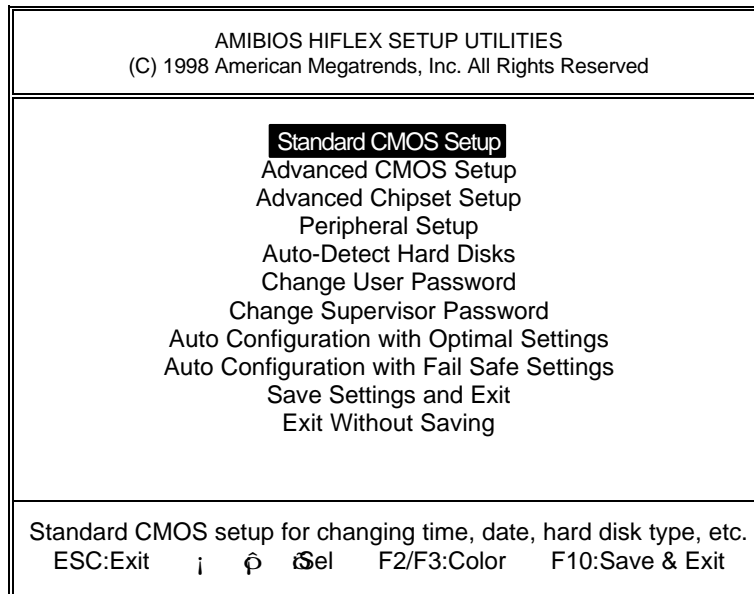 AMIBIOS HIFLEX SETUP UTILITIES
(C) 1998 American Megatrends, Inc. All Rights Reserved
Standard CMOS Setup
Advanced CMOS Setup
Advanced Chipset Setup
Peripheral Setup
Auto-Detect Hard Disks
Change User Password
Change Supervisor Password
Auto Configuration with Optimal Settings
Auto Configuration with Fail Safe Settings
Save Settings and Exit
Exit Without Saving
Standard CMOS setup for changing time, date, hard disk type, etc.
ESC:Exit Sel F2/F3:Color F10:Save & Exit